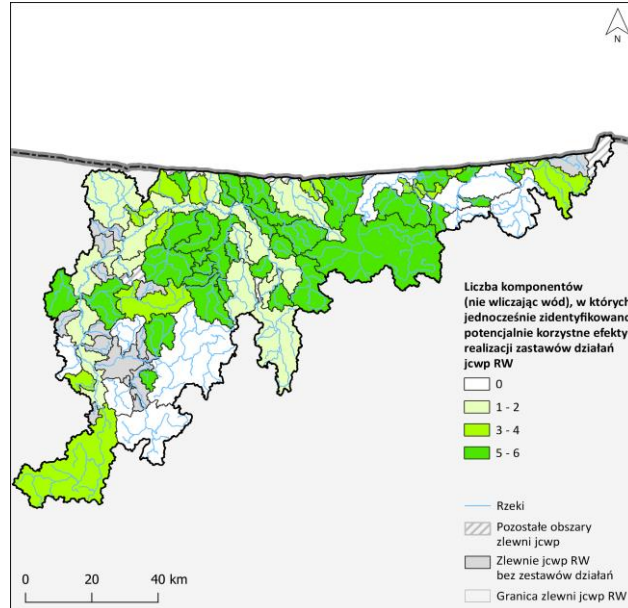 N
Liczba komponentów
(nie wliczając wód), w których
jednocześnie zidentyfikowano
potencjalnie korzystne efekty
realizacji zastawów działań
jcwp RW
0
1 - 2
3 - 4
5 - 6
Rzeki
Pozostałe obszary
zlewni jcwp
Zlewnie jcwp RW
bez zestawów działań
Granica zlewni jcwp RW
0 20 40 km